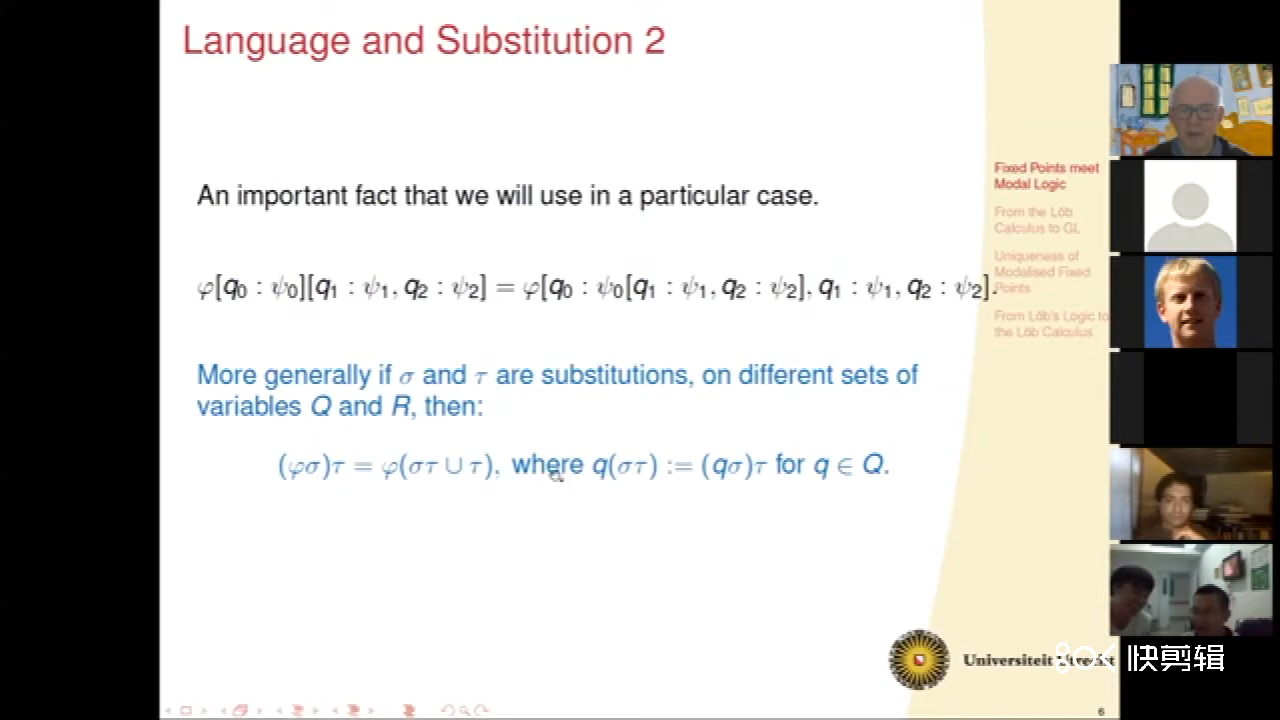 Language and Substitution 2
An important fact that we will use in a particular case.
φ[q₀ : ψ₀][q₁ : ψ₁, q₂ : ψ₂] = φ[q₀ : ψ₀[q₁ : ψ₁, q₂ : ψ₂], q₁ : ψ₁, q₂ : ψ₂].
More generally if σ and τ are substitutions, on different sets of
variables Q and R, then:
(φσ)τ = φ(στ ∪ τ), where q(στ) := (qσ)τ for q ∈ Q.
Fixed Points meet
Modal Logic
From the Löb
Calculus to GL
Uniqueness of
Modalised Fixed
Points
From Löb's Logic to
the Löb Calculus
Universiteit Utrecht
快剪辑
6